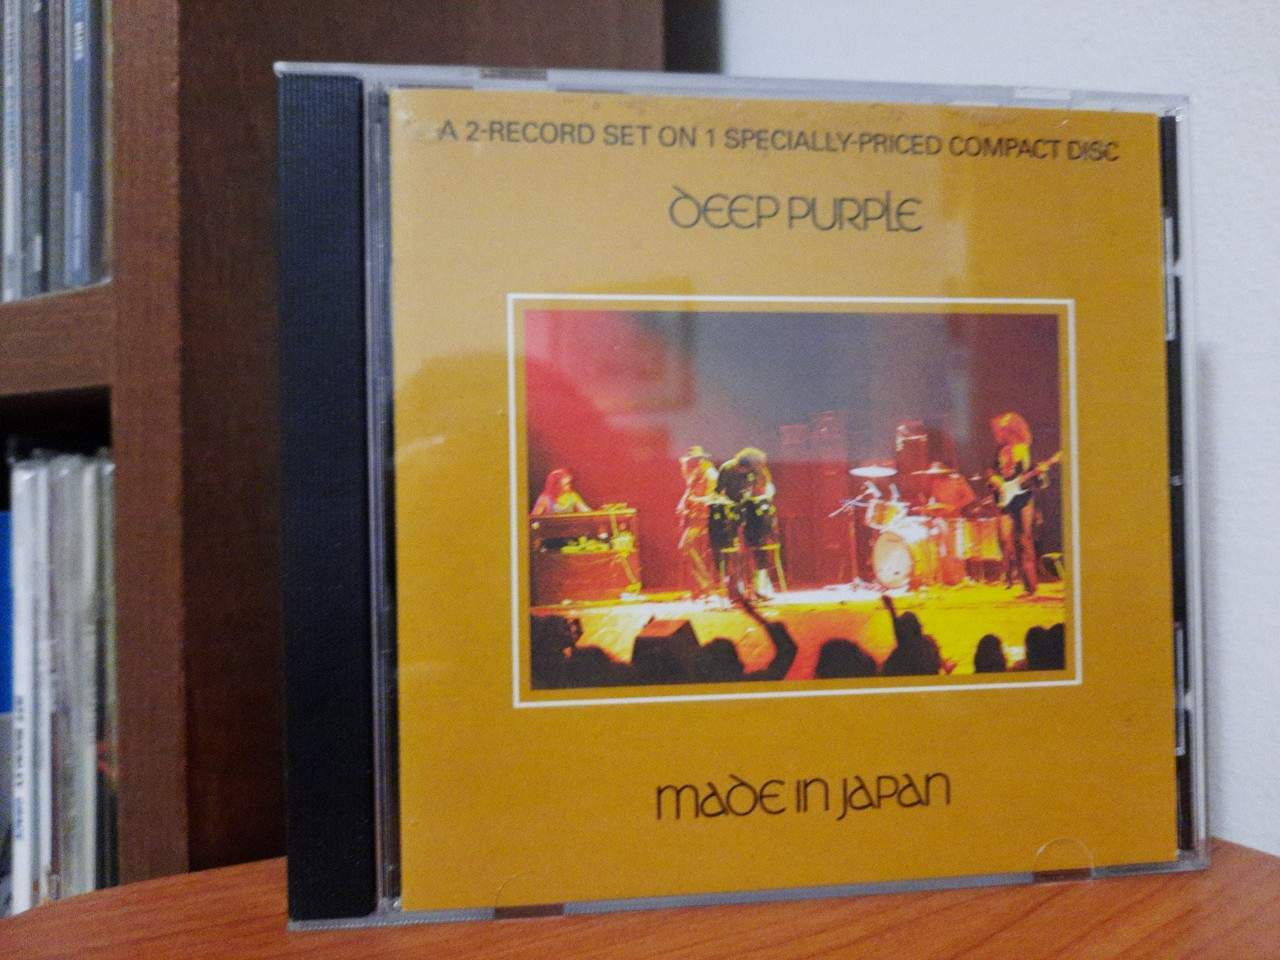 A 2-RECORD SET ON 1 SPECIALLY-PRICED COMPACT DISC
DEEP PURPLE
MADE IN JAPAN